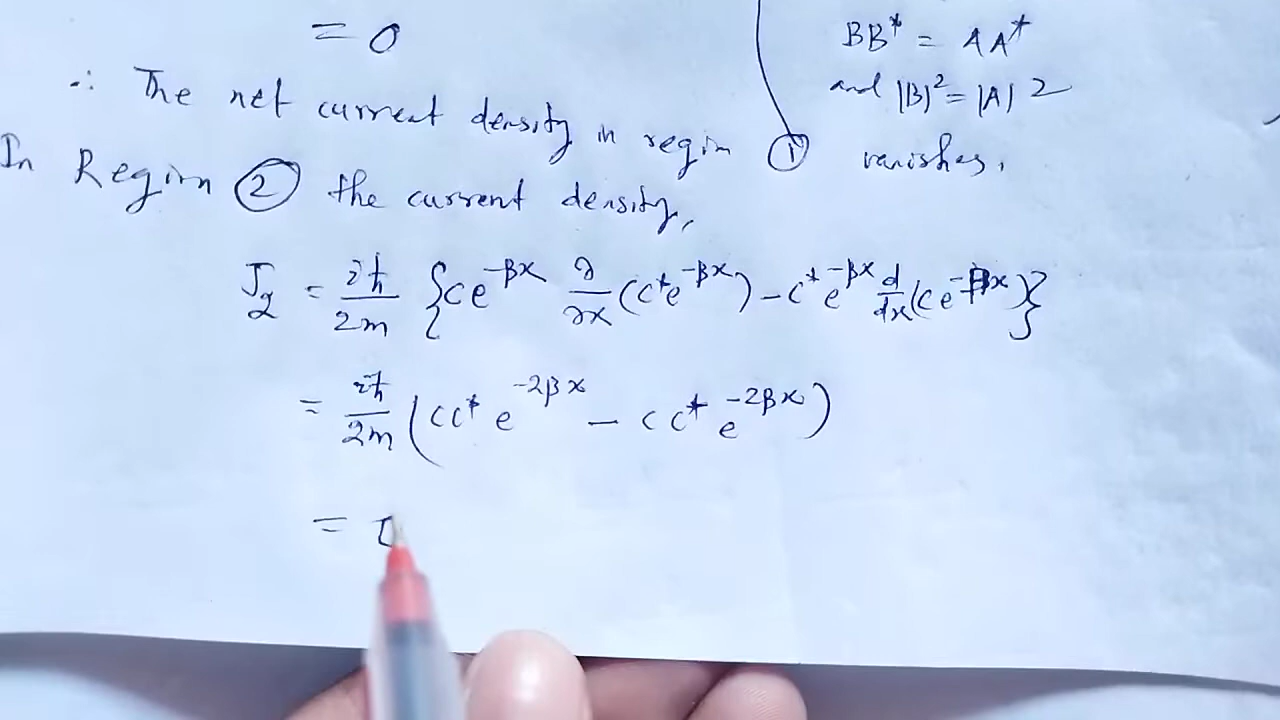 = 0
BB* = AA*
and |B|² = |A|²
∴ The net current density in regin ① vanishes,
In Region ② the current density,
J₂ = iħ/2m {Ce^-βx ∂/∂x (C*e^-βx) - C*e^-βx d/dx (Ce^-βx)}
= iħ/2m (CC* e^-2βx - CC* e^-2βx)
= 0